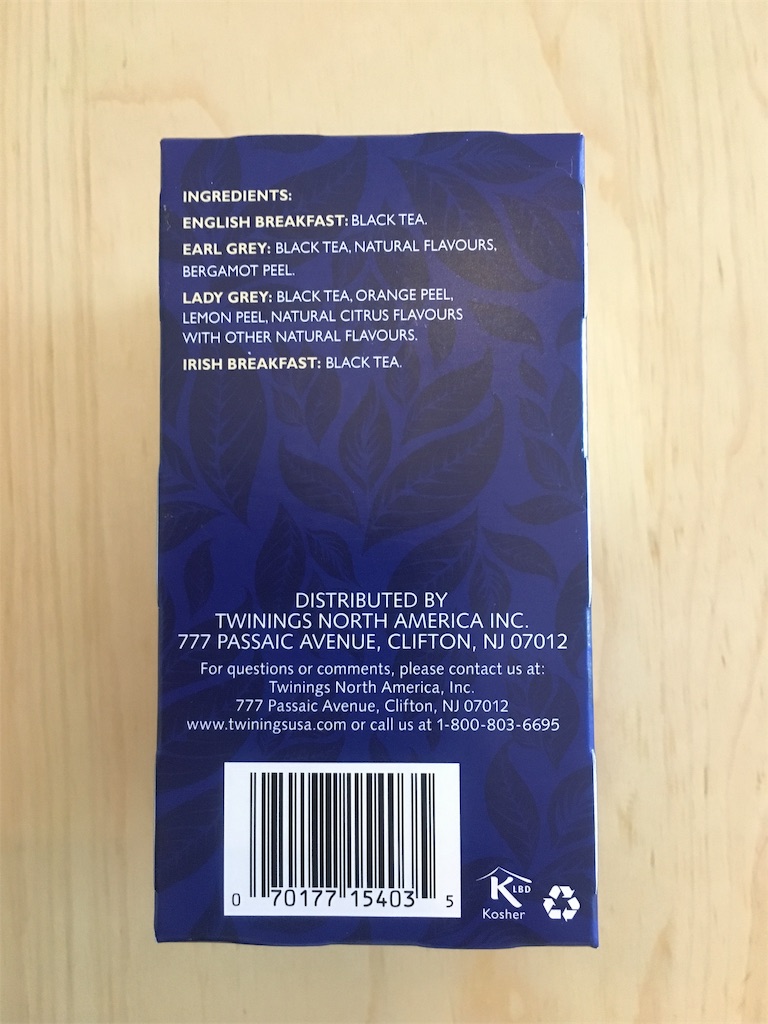 INGREDIENTS:
ENGLISH BREAKFAST: BLACK TEA.
EARL GREY: BLACK TEA, NATURAL FLAVOURS,
BERGAMOT PEEL.
LADY GREY: BLACK TEA, ORANGE PEEL,
LEMON PEEL, NATURAL CITRUS FLAVOURS
WITH OTHER NATURAL FLAVOURS.
IRISH BREAKFAST: BLACK TEA.
DISTRIBUTED BY
TWININGS NORTH AMERICA INC.
777 PASSAIC AVENUE, CLIFTON, NJ 07012
For questions or comments, please contact us at:
Twinings North America, Inc.
777 Passaic Avenue, Clifton, NJ 07012
www.twiningsusa.com or call us at 1-800-803-6695
0 70177 15403 5
K LBD
Kosher